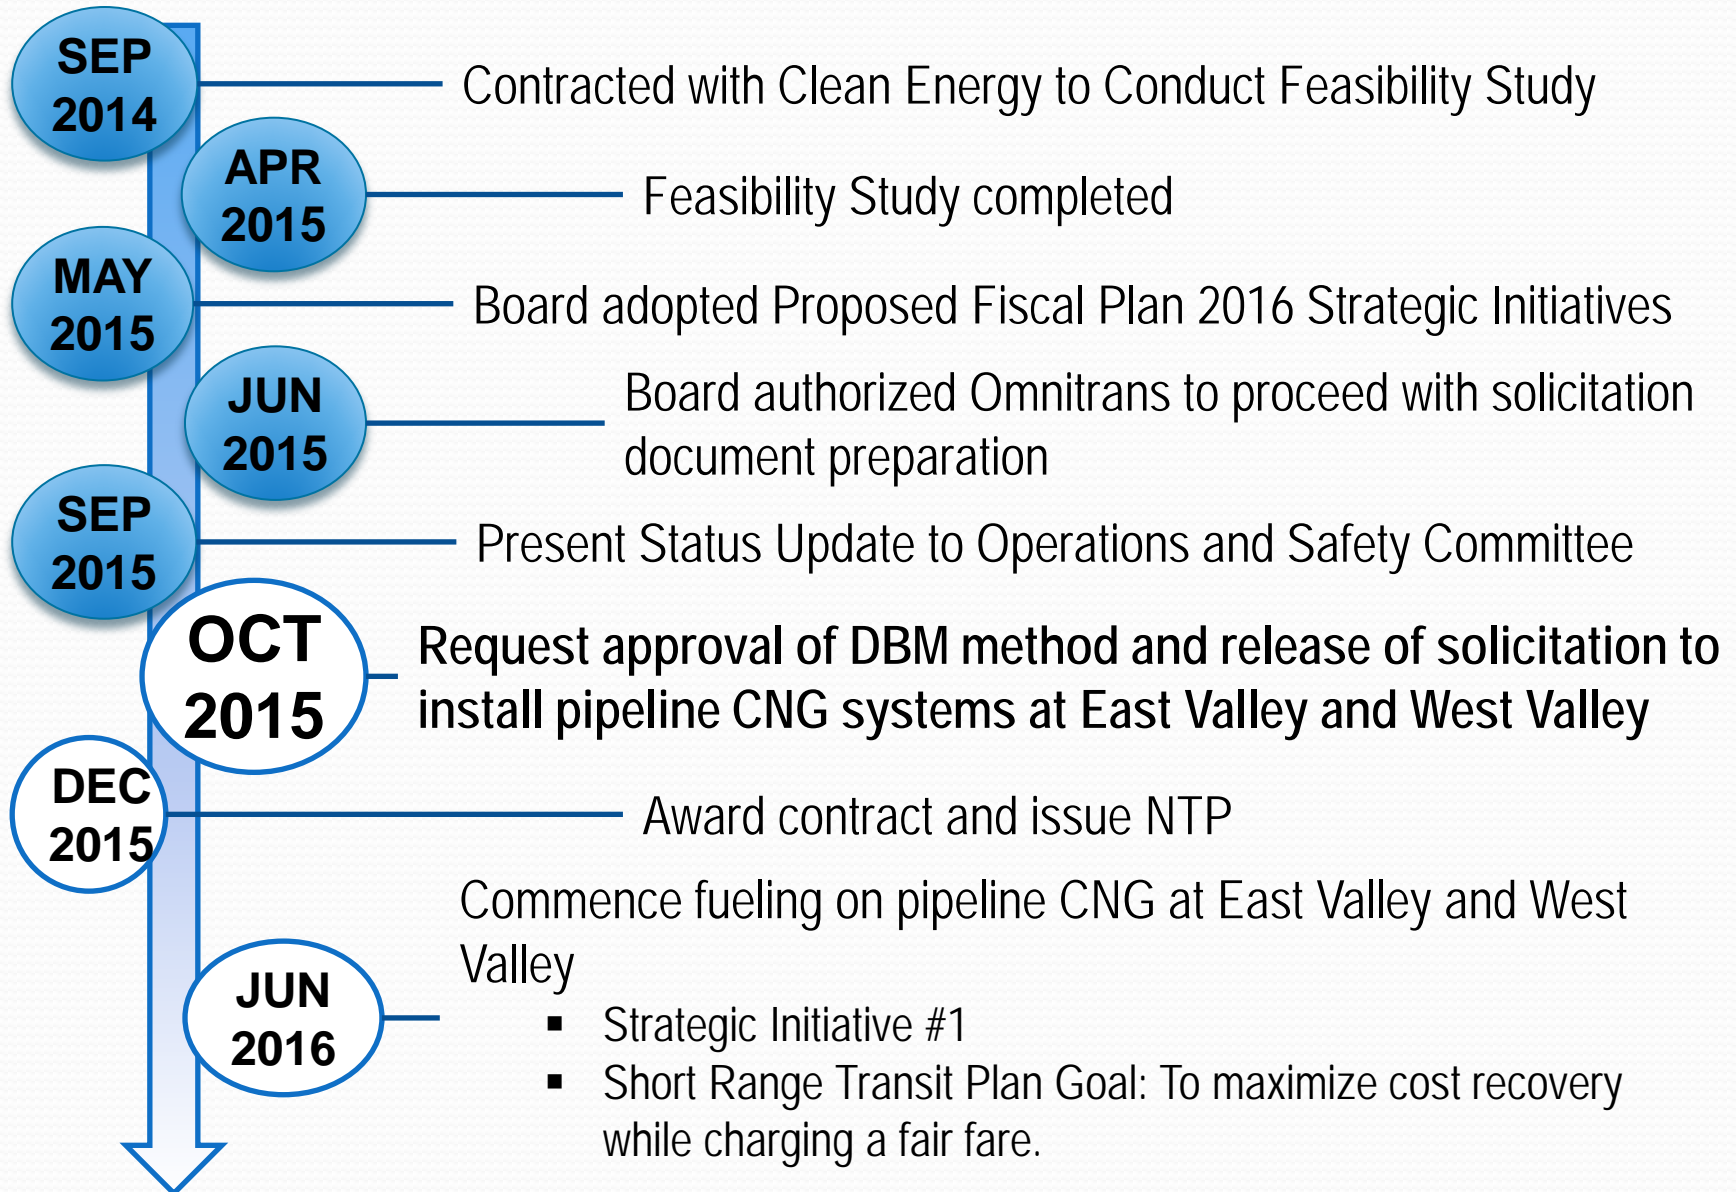 SEP
2014
Contracted with Clean Energy to Conduct Feasibility Study
APR
2015
Feasibility Study completed
MAY
2015
Board adopted Proposed Fiscal Plan 2016 Strategic Initiatives
JUN
2015
Board authorized Omnitrans to proceed with solicitation
document preparation
SEP
2015
Present Status Update to Operations and Safety Committee
OCT
2015
Request approval of DBM method and release of solicitation to
install pipeline CNG systems at East Valley and West Valley
DEC
2015
Award contract and issue NTP
JUN
2016
Commence fueling on pipeline CNG at East Valley and West
Valley
▪ Strategic Initiative #1
▪ Short Range Transit Plan Goal: To maximize cost recovery
while charging a fair fare.